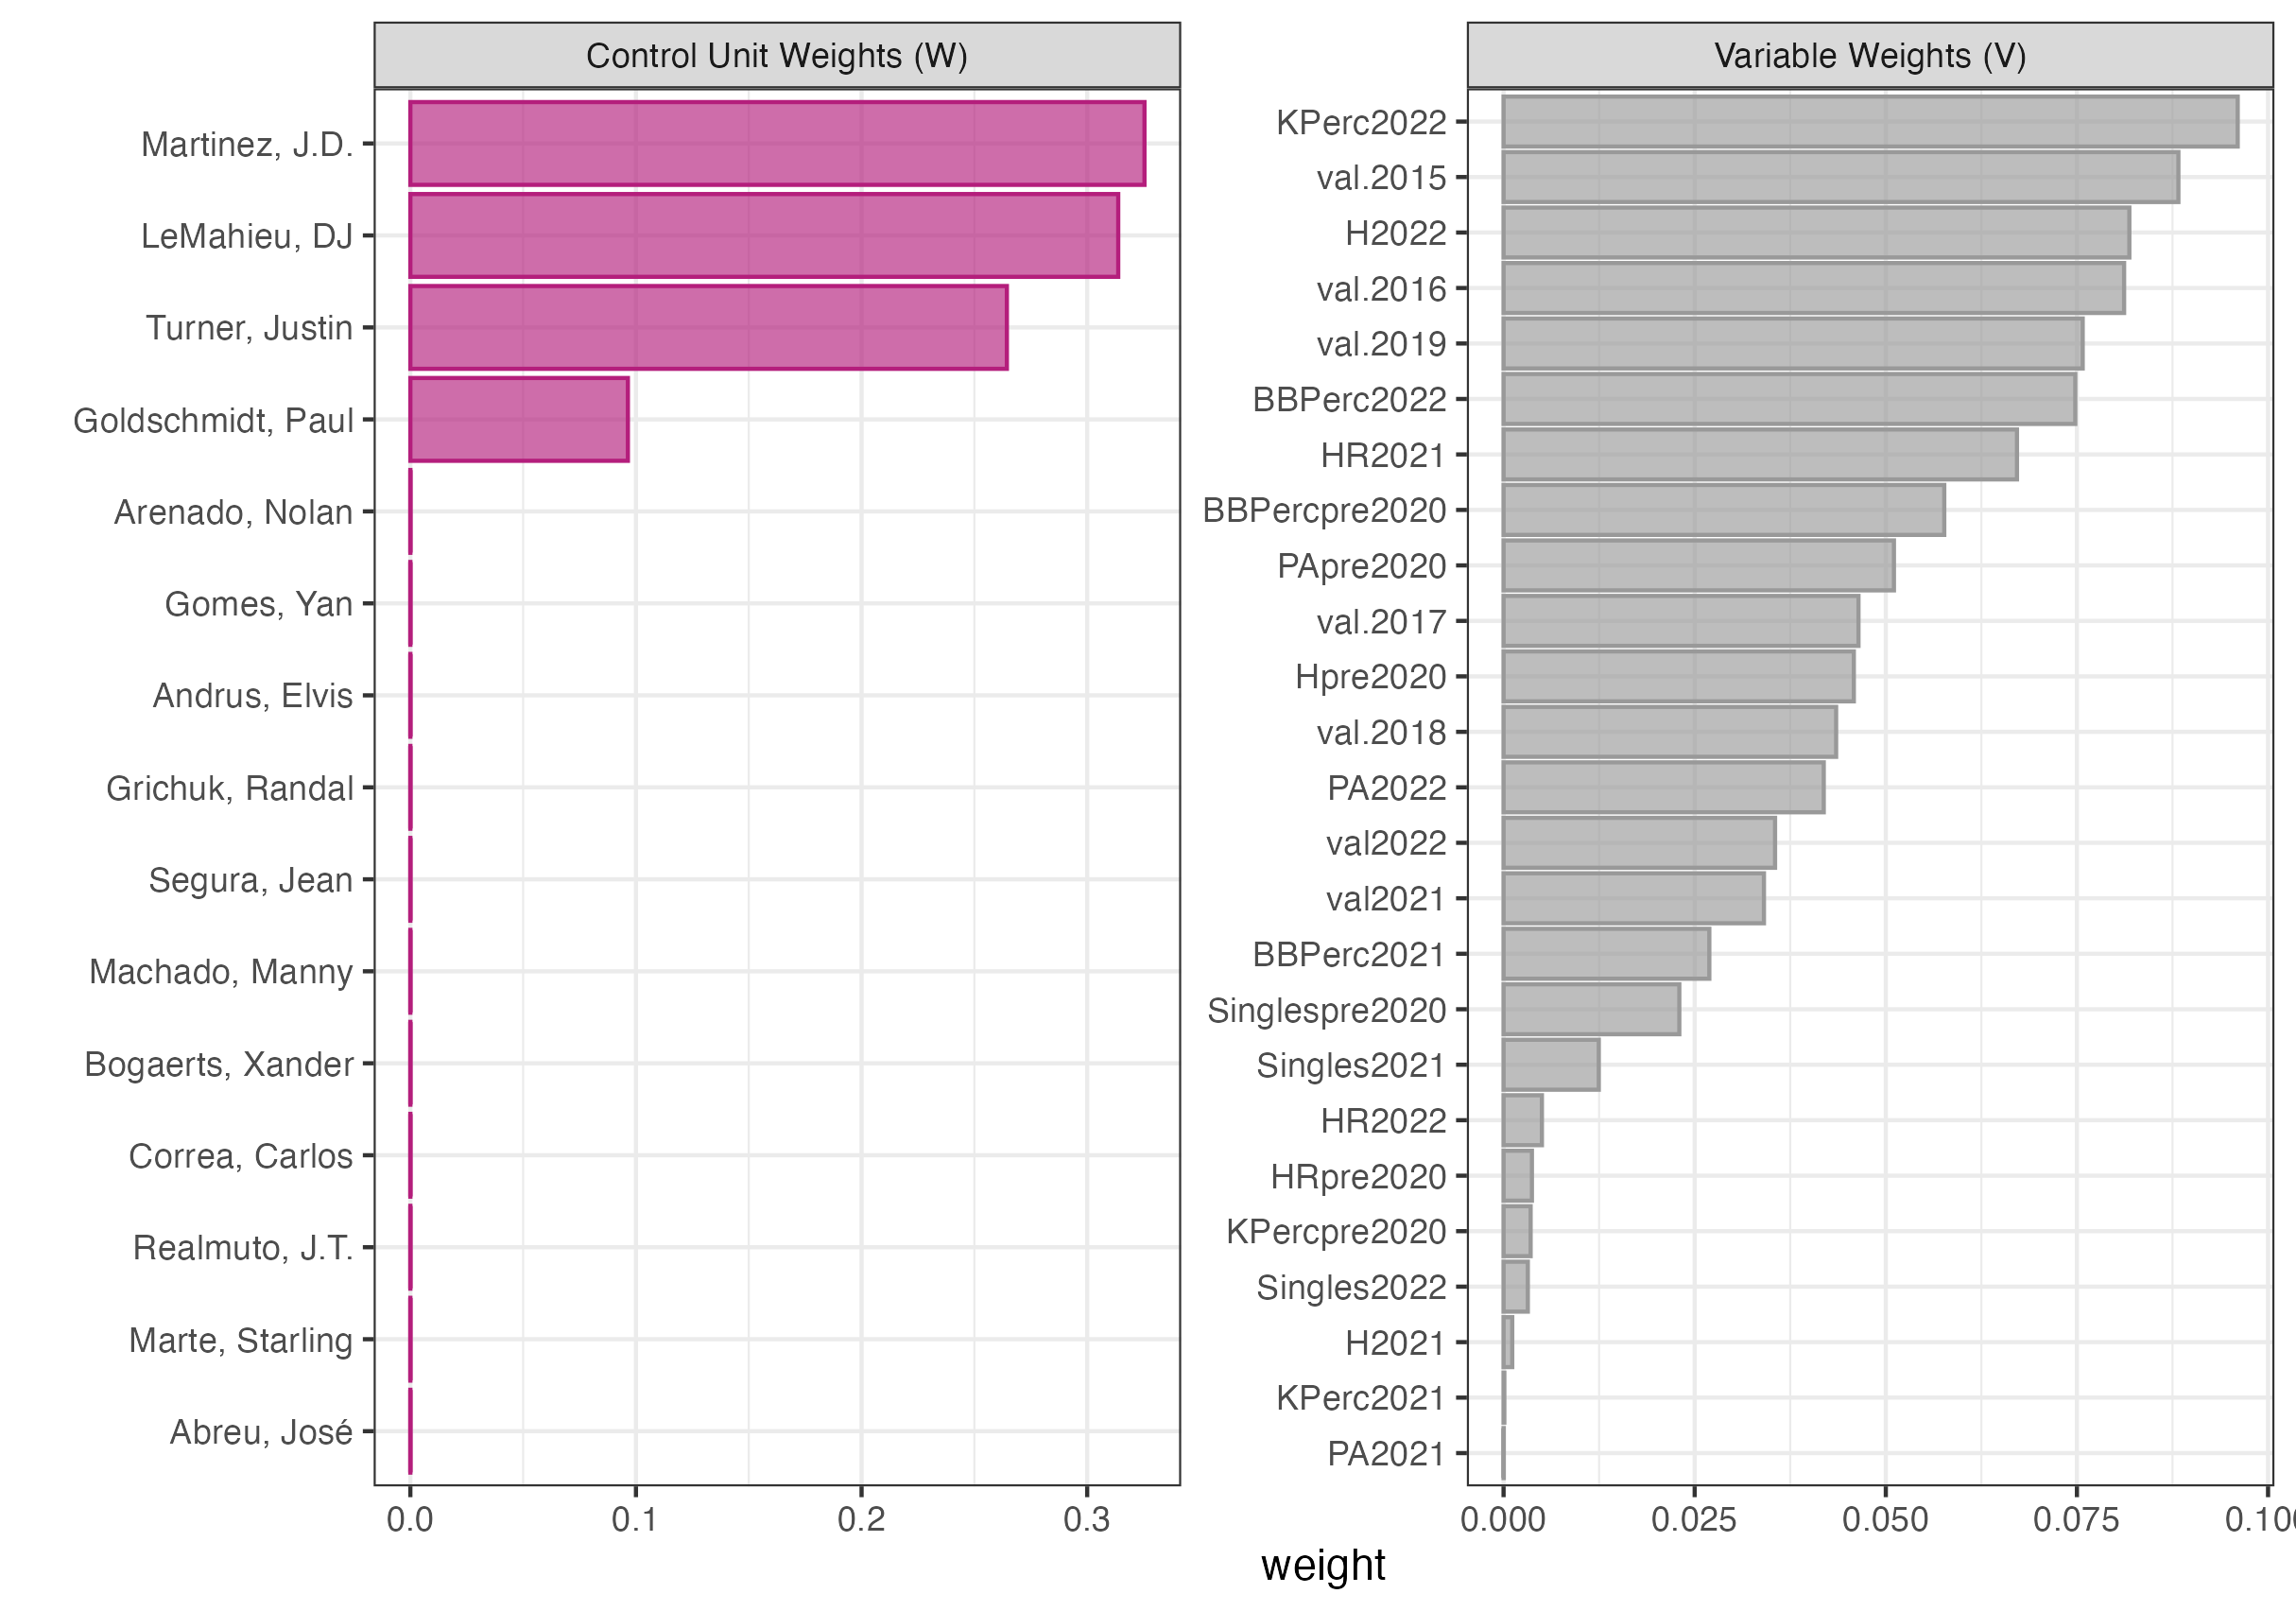 Control Unit Weights (W)
Martinez, J.D.
LeMahieu, DJ
Turner, Justin
Goldschmidt, Paul
Arenado, Nolan
Gomes, Yan
Andrus, Elvis
Grichuk, Randal
Segura, Jean
Machado, Manny
Bogaerts, Xander
Correa, Carlos
Realmuto, J.T.
Marte, Starling
Abreu, José
0.0 0.1 0.2 0.3
Variable Weights (V)
KPerc2022
val.2015
H2022
val.2016
val.2019
BBPerc2022
HR2021
BBPercpre2020
PApre2020
val.2017
Hpre2020
val.2018
PA2022
val2022
val2021
BBPerc2021
Singlespre2020
Singles2021
HR2022
HRpre2020
KPercpre2020
Singles2022
H2021
KPerc2021
PA2021
0.000 0.025 0.050 0.075
weight